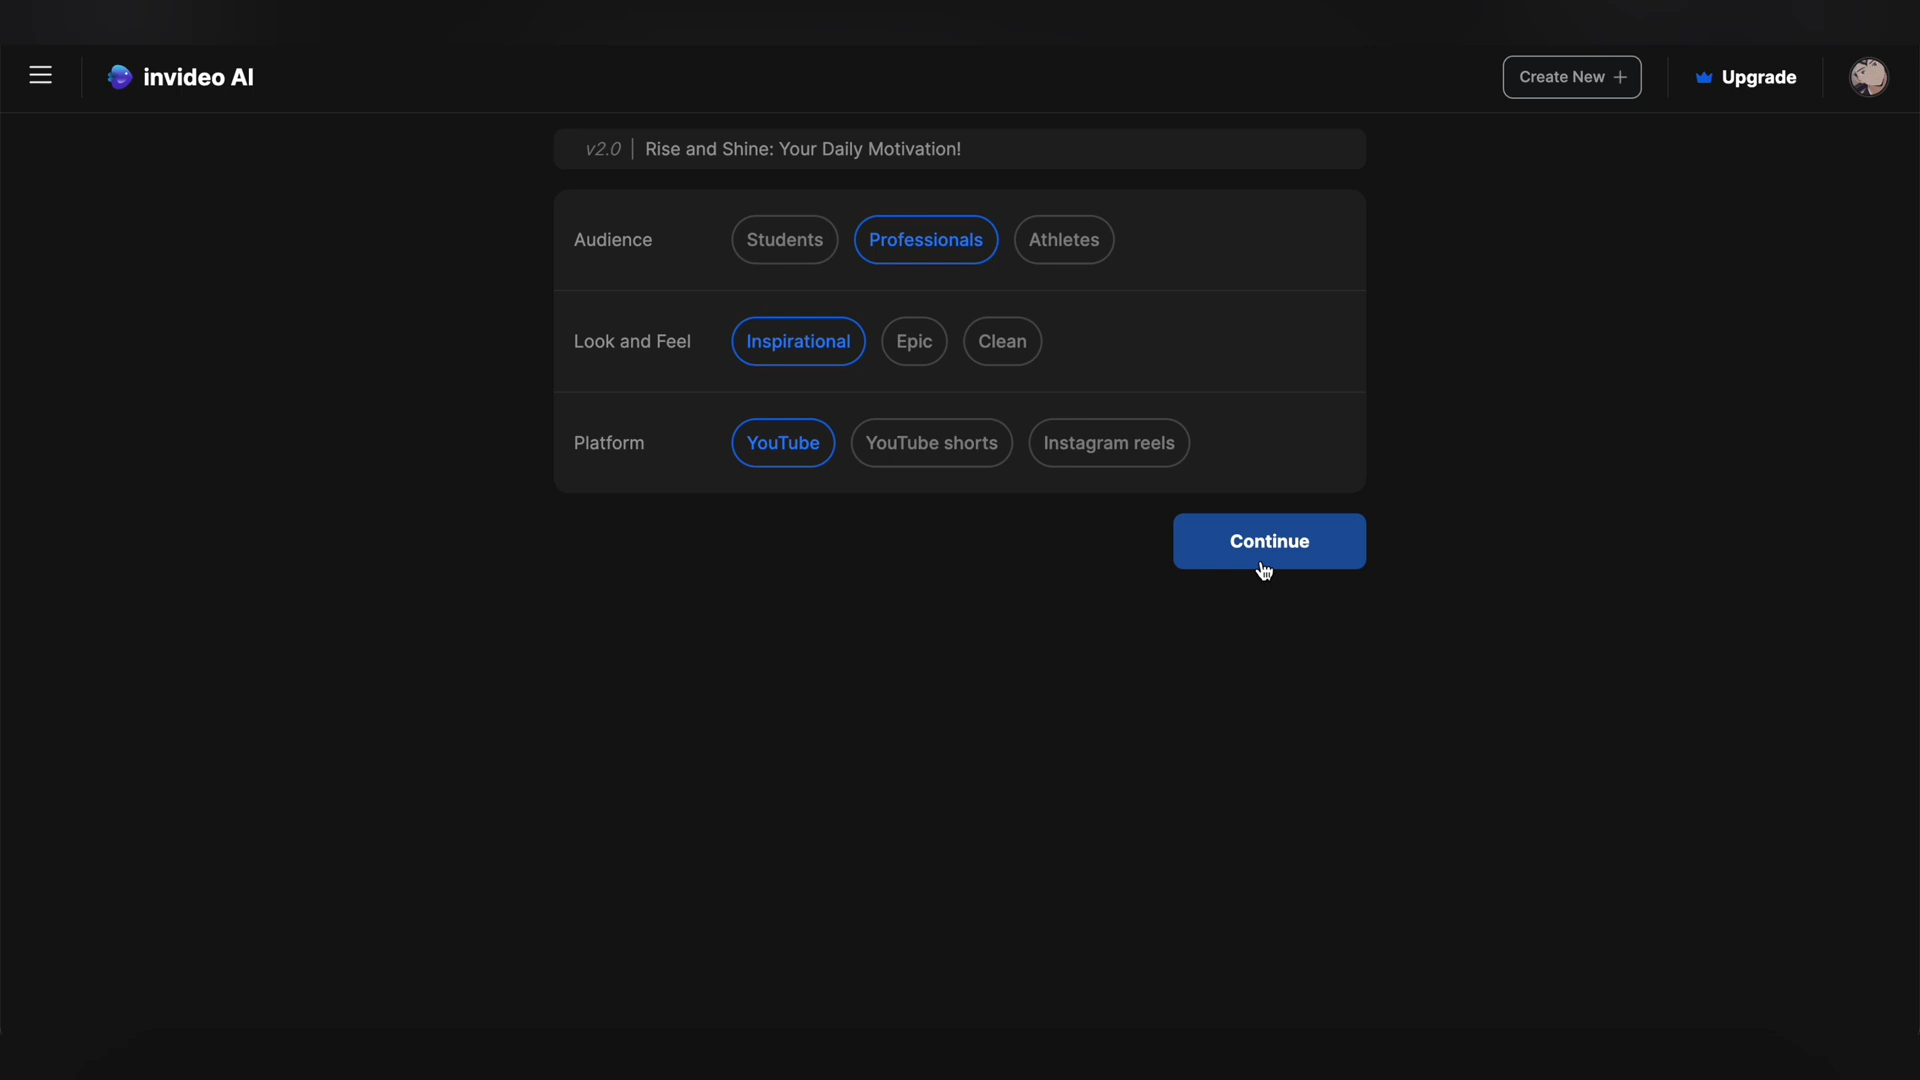 invideo AI
Create New +
Upgrade
v2.0 | Rise and Shine: Your Daily Motivation!
Audience Students Professionals Athletes
Look and Feel Inspirational Epic Clean
Platform YouTube YouTube shorts Instagram reels
Continue